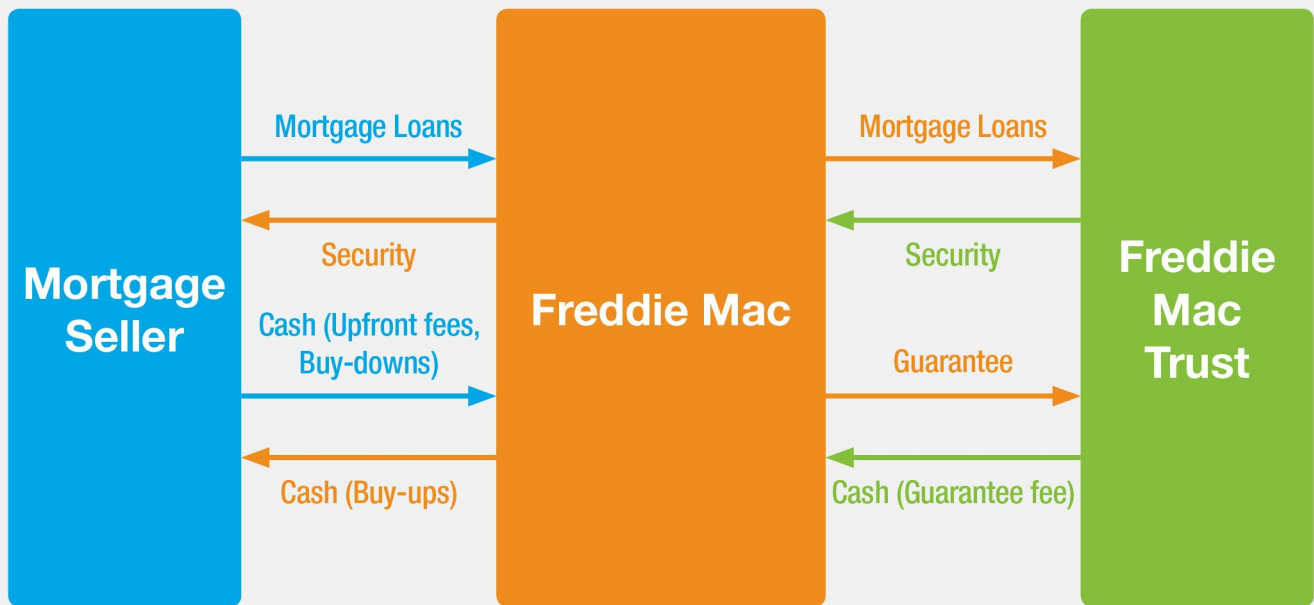 Mortgage
Seller
Mortgage Loans
Security
Cash (Upfront fees,
Buy-downs)
Cash (Buy-ups)
Freddie Mac
Mortgage Loans
Security
Guarantee
Cash (Guarantee fee)
Freddie
Mac
Trust